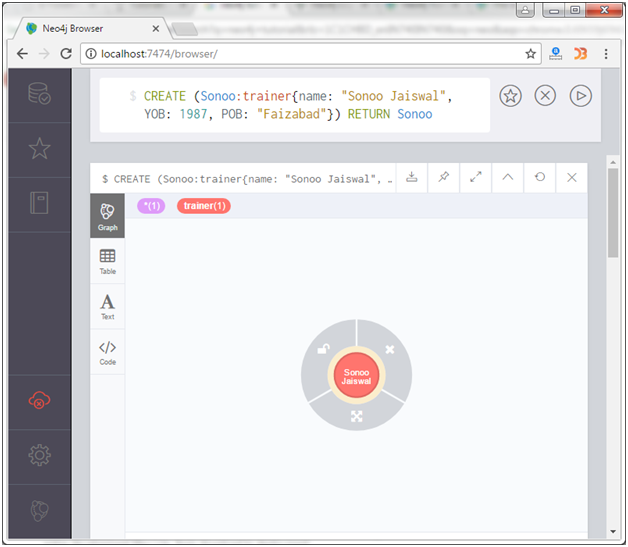 Neo4j Browser
localhost:7474/browser/
$ CREATE (Sonoo:trainer{name: "Sonoo Jaiswal",
YOB: 1987, POB: "Faizabad"}) RETURN Sonoo
$ CREATE (Sonoo:trainer{name: "Sonoo Jaiswal", …
*(1) trainer(1)
Graph
Table
A
Text
Code
Sonoo
Jaiswal